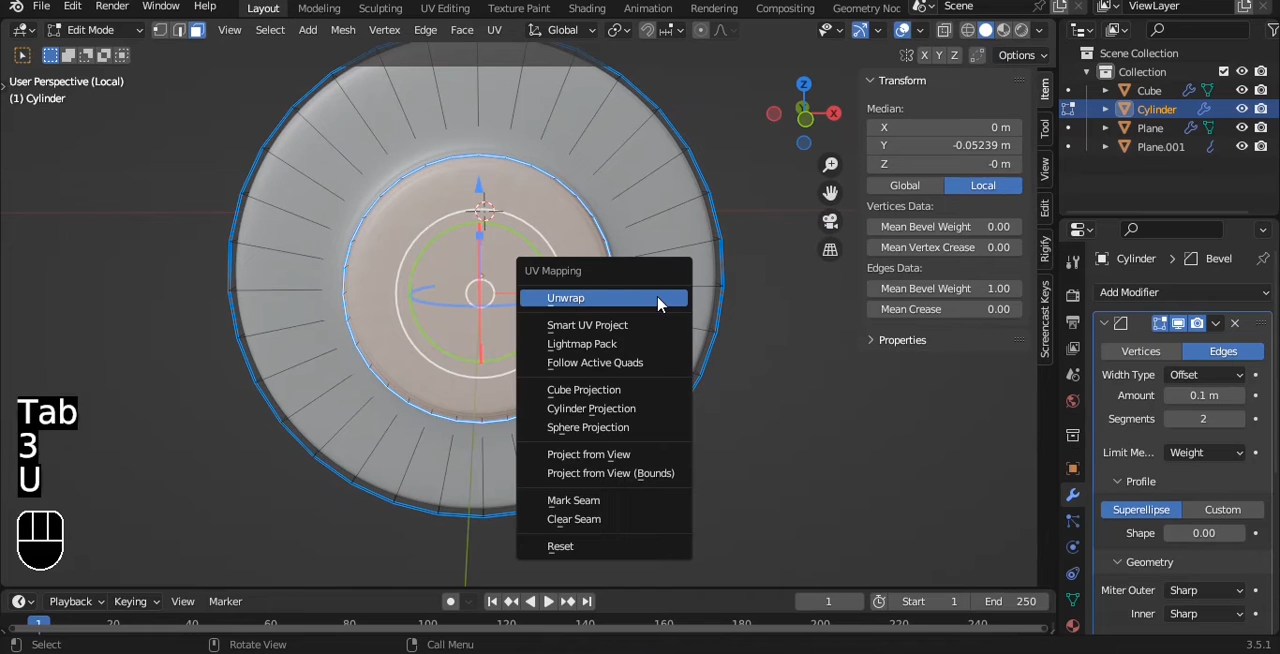 File Edit Render Window Help Layout Modeling Sculpting UV Editing Texture Paint Shading Animation Rendering Compositing Geometry Noc Scene ViewLayer
Edit Mode View Select Add Mesh Vertex Edge Face UV Global
X Y Z Options
User Perspective (Local)
(1) Cylinder
Z
X
Transform
Median:
X 0 m
Y -0.05239 m
Z -0 m
Global Local
Vertices Data:
Mean Bevel Weight 0.00
Mean Vertex Crease 0.00
Edges Data:
Mean Bevel Weight 1.00
Mean Crease 0.00
Properties
Item
Tool
View
Edit
Rigify
Screencast Keys
Scene Collection
Collection
Cube
Cylinder
Plane
Plane.001
Cylinder > Bevel
Add Modifier
Vertices Edges
Width Type Offset
Amount 0.1 m
Segments 2
Limit Me... Weight
Profile
Superellipse Custom
Shape 0.00
Geometry
Miter Outer Sharp
Inner Sharp
UV Mapping
Unwrap
Smart UV Project
Lightmap Pack
Follow Active Quads
Cube Projection
Cylinder Projection
Sphere Projection
Project from View
Project from View (Bounds)
Mark Seam
Clear Seam
Reset
Tab
3
U
Playback Keying View Marker 1 Start 1 End 250
1 20 40 60 80 100 120 140 160 180 200 220 240
Select Rotate View Call Menu 3.5.1